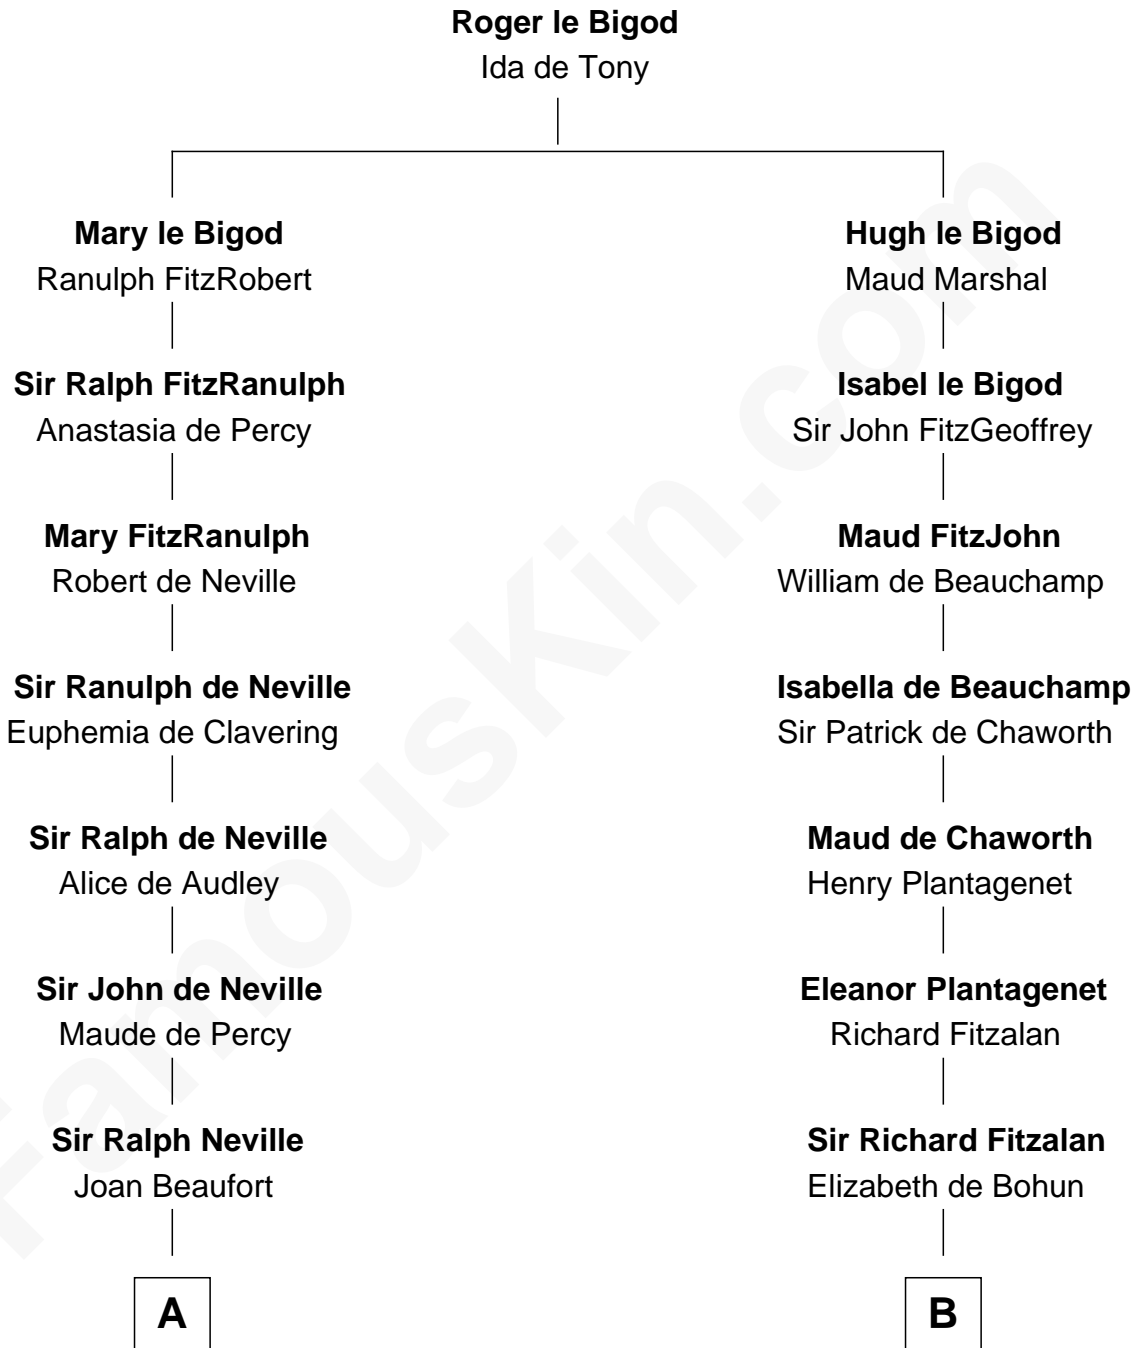 Roger le Bigod
Ida de Tony
Mary le Bigod
Ranulph FitzRobert
Hugh le Bigod
Maud Marshal
Sir Ralph FitzRanulph
Anastasia de Percy
Isabel le Bigod
Sir John FitzGeoffrey
Mary FitzRanulph
Robert de Neville
Maud FitzJohn
William de Beauchamp
Sir Ranulph de Neville
Euphemia de Clavering
Isabella de Beauchamp
Sir Patrick de Chaworth
Sir Ralph de Neville
Alice de Audley
Maud de Chaworth
Henry Plantagenet
Sir John de Neville
Maude de Percy
Eleanor Plantagenet
Richard Fitzalan
Sir Ralph Neville
Joan Beaufort
Sir Richard Fitzalan
Elizabeth de Bohun
A
B
FamousKin.com